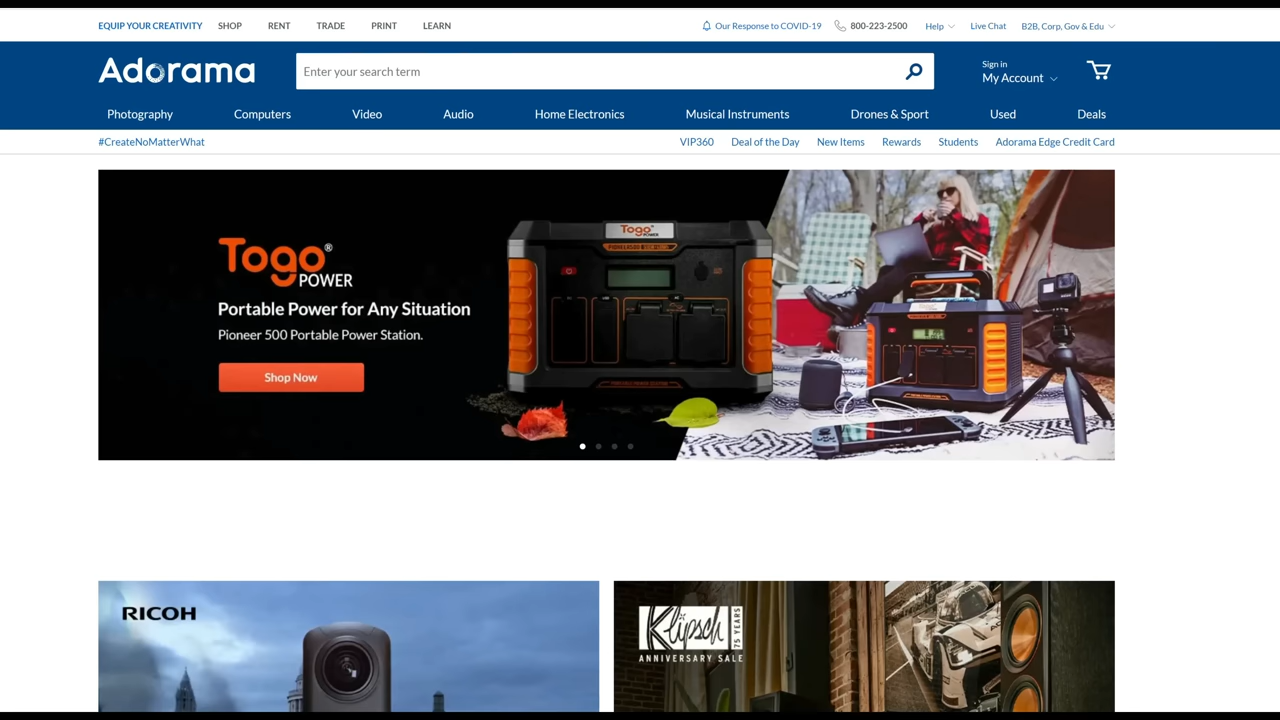 EQUIP YOUR CREATIVITY SHOP RENT TRADE PRINT LEARN Our Response to COVID-19 800-223-2500 Help Live Chat B2B, Corp, Gov & Edu
Adorama Enter your search term Sign in
My Account
Photography Computers Video Audio Home Electronics Musical Instruments Drones & Sport Used Deals
#CreateNoMatterWhat VIP360 Deal of the Day New Items Rewards Students Adorama Edge Credit Card
Togo®
POWER
Portable Power for Any Situation
Pioneer 500 Portable Power Station.
Shop Now
Togo POWER
RICOH
Klipsch 75 YEARS
ANNIVERSARY SALE